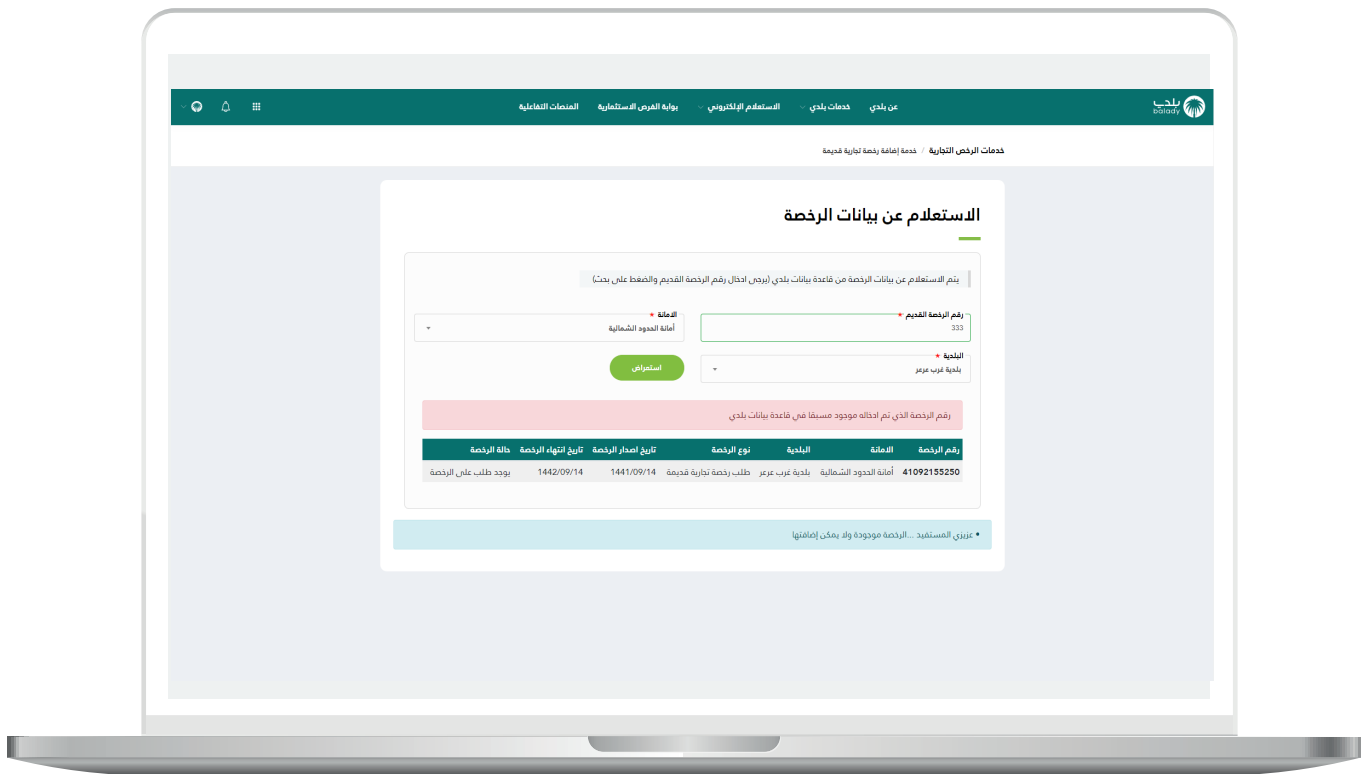 بلدي
balady
عن بلدي خدمات بلدي الاستعلام الإلكتروني بوابة الفرص الاستثمارية المنصات التفاعلية
خدمات الرخص التجارية / خدمة إضافة رخصة تجارية قديمة
الاستعلام عن بيانات الرخصة
يتم الاستعلام عن بيانات الرخصة من قاعدة بيانات بلدي (يرجى ادخال رقم الرخصة القديم والضغط على بحث)
رقم الرخصة القديم * الامانة *
333 أمانة الحدود الشمالية
البلدية *
بلدية غرب عرعر استعراض
رقم الرخصة الذي تم ادخاله موجود مسبقا في قاعدة بيانات بلدي
رقم الرخصة الامانة البلدية نوع الرخصة تاريخ اصدار الرخصة تاريخ انتهاء الرخصة حالة الرخصة
41092155250 أمانة الحدود الشمالية بلدية غرب عرعر طلب رخصة تجارية قديمة 1441/09/14 1442/09/14 يوجد طلب على الرخصة
• عزيزي المستفيد ...الرخصة موجودة ولا يمكن إضافتها